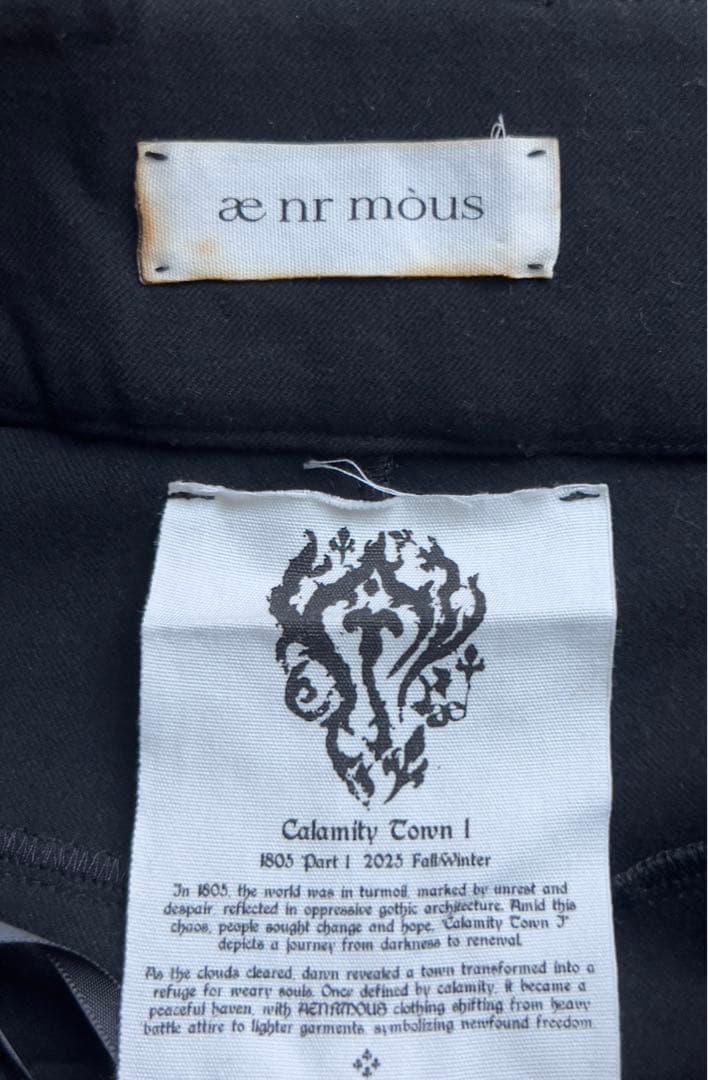 æ nr mòus
Calamity Town I
1805 Part I 2025 Fall/Winter
In 1805, the world was in turmoil, marked by unrest and
despair, reflected in oppressive gothic architecture. Amid this
chaos, people sought change and hope. "Calamity Town I"
depicts a journey from darkness to renewal.
As the clouds cleared, dawn revealed a town transformed into a
refuge for weary souls. Once defined by calamity, it became a
peaceful haven, with AENRMOUS clothing shifting from heavy
battle attire to lighter garments, symbolizing newfound freedom.